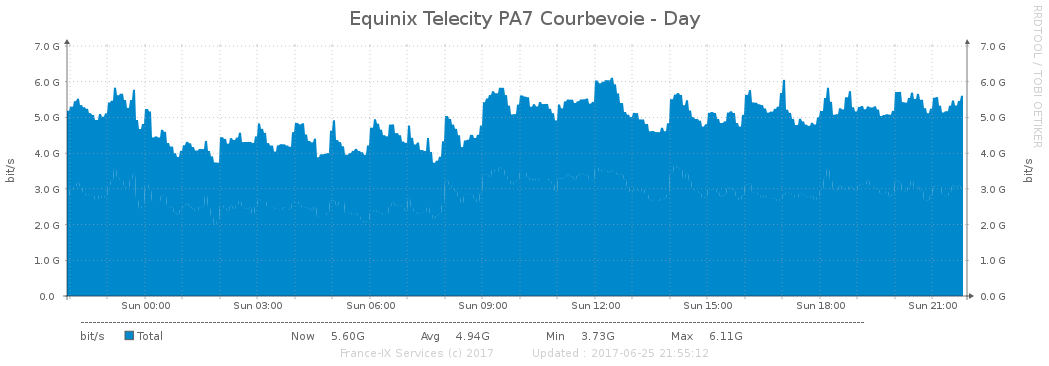 Equinix Telecity PA7 Courbevoie - Day
RRDTOOL / TOBI OETIKER
7.0 G 7.0 G
6.0 G 6.0 G
5.0 G 5.0 G
4.0 G 4.0 G
3.0 G 3.0 G
2.0 G 2.0 G
1.0 G 1.0 G
0.0 0.0 G
bit/s
bit/s
Sun 00:00 Sun 03:00 Sun 06:00 Sun 09:00 Sun 12:00 Sun 15:00 Sun 18:00 Sun 21:00
bit/s Total Now 5.60G Avg 4.94G Min 3.73G Max 6.11G
France-IX Services (c) 2017 Updated : 2017-06-25 21:55:12